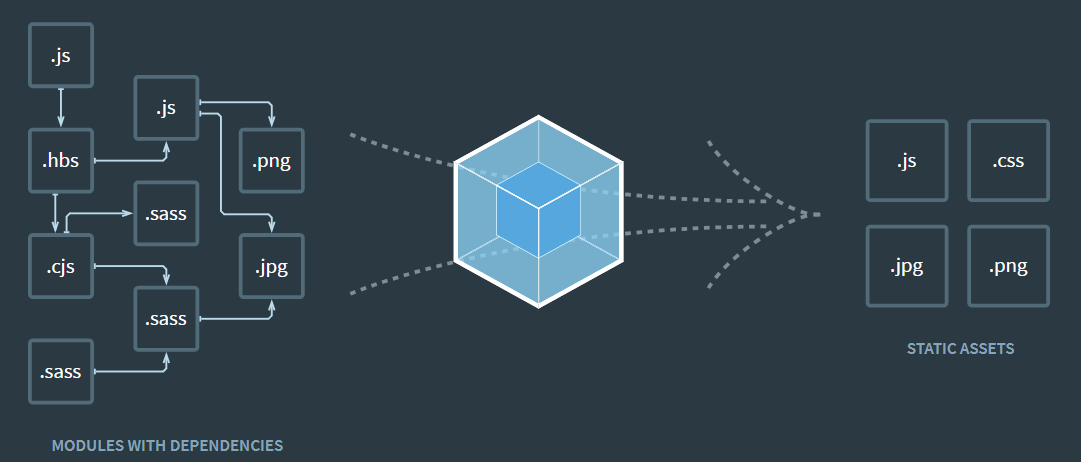 .js
.js
.hbs
.png
.sass
.cjs
.jpg
.sass
.sass
MODULES WITH DEPENDENCIES
.js
.css
.jpg
.png
STATIC ASSETS